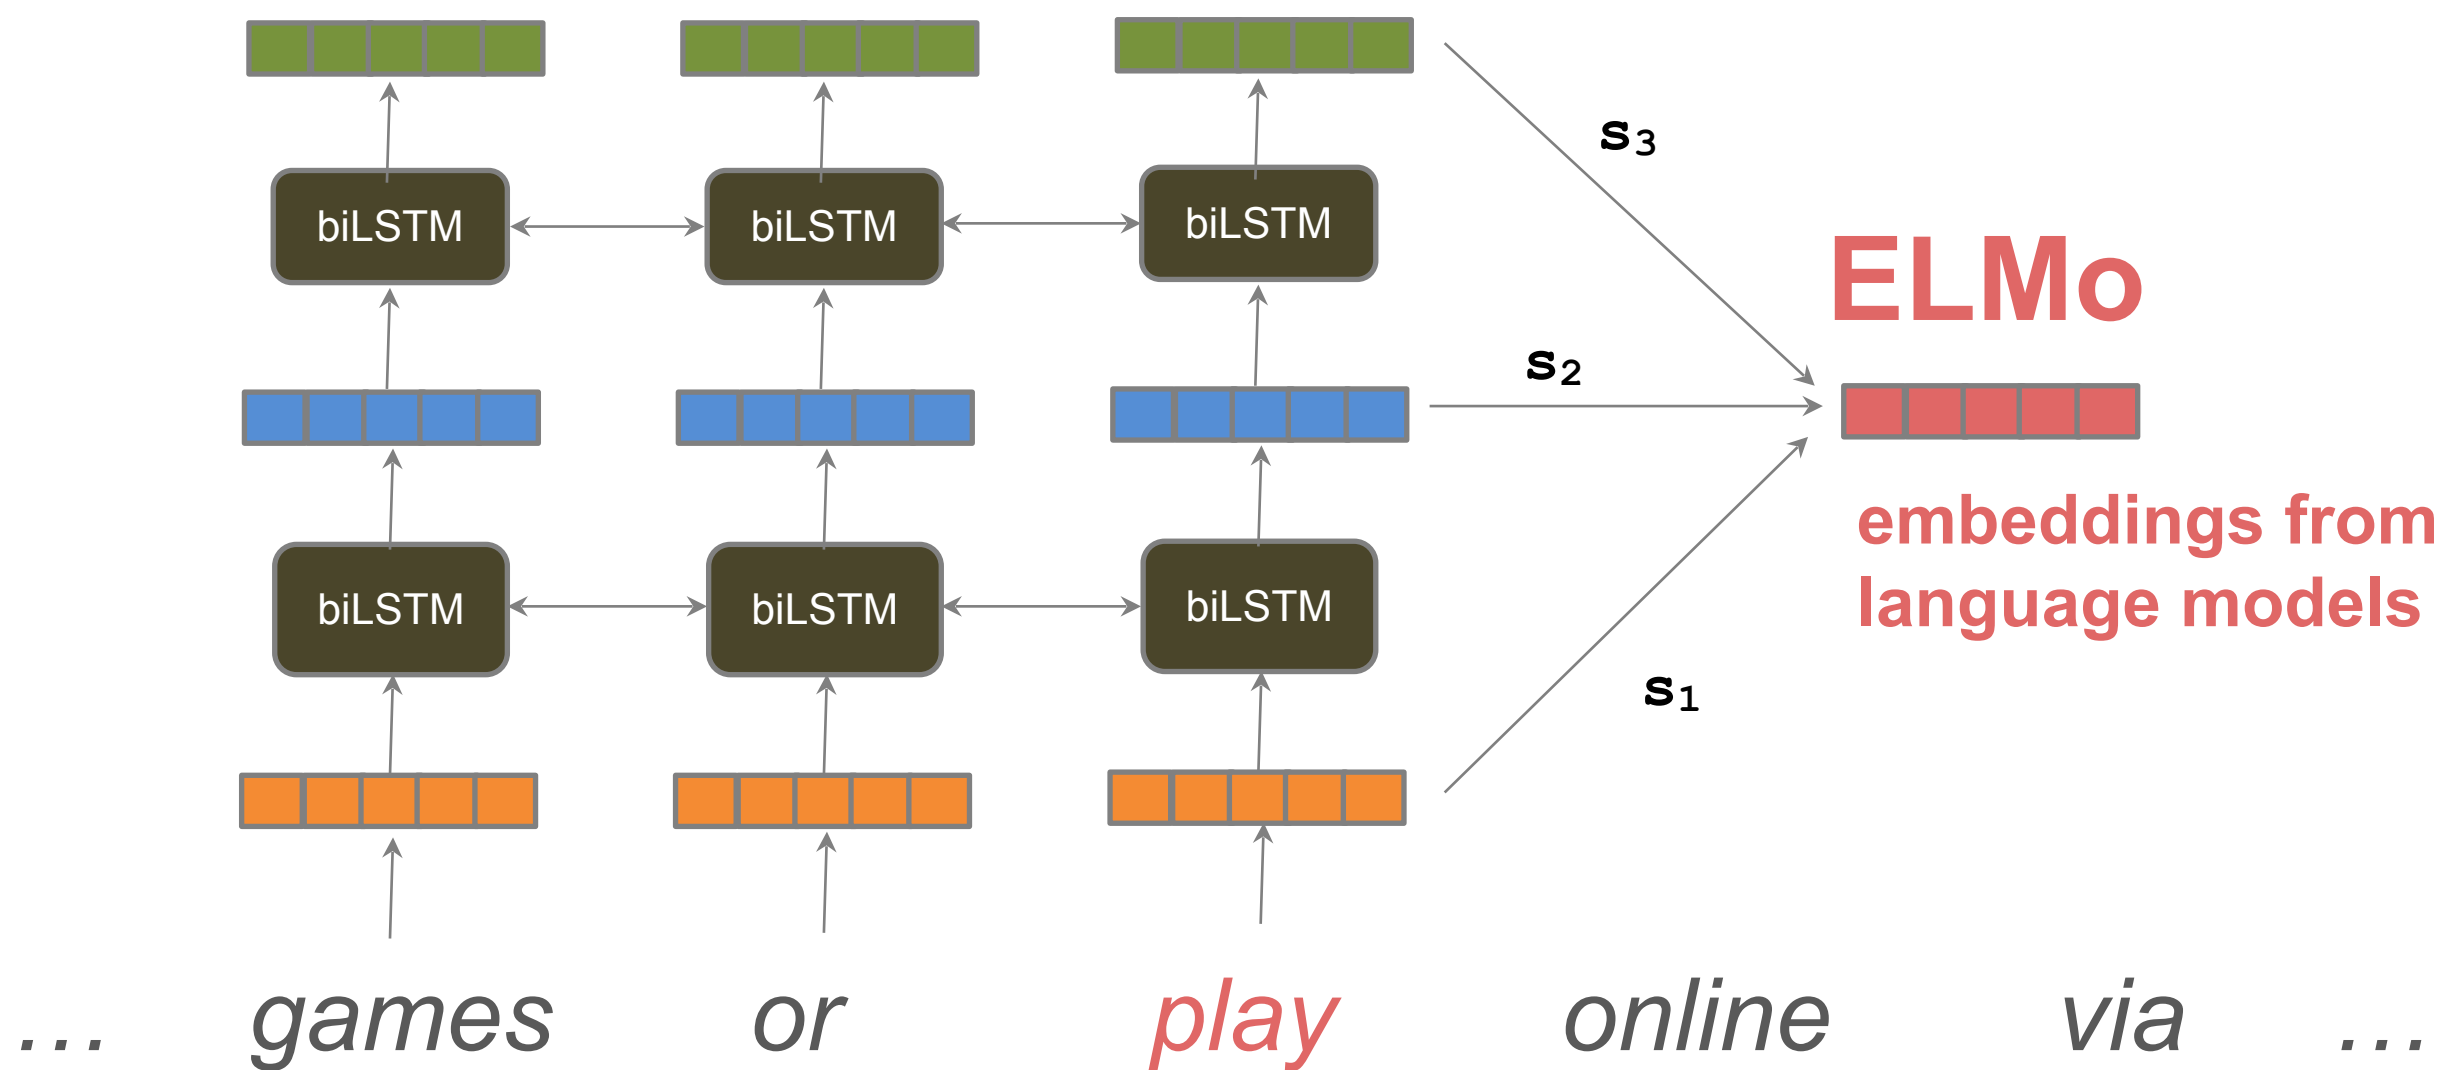 s₃
biLSTM biLSTM biLSTM
ELMo
s₂
embeddings from
language models
biLSTM biLSTM biLSTM
s₁
… games or play online via …